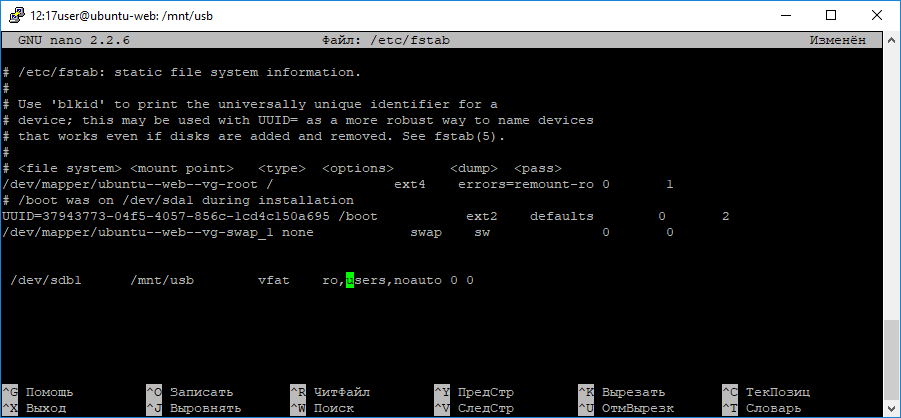 12:17user@ubuntu-web: /mnt/usb
GNU nano 2.2.6 Файл: /etc/fstab Изменён
# /etc/fstab: static file system information.
#
# Use 'blkid' to print the universally unique identifier for a
# device; this may be used with UUID= as a more robust way to name devices
# that works even if disks are added and removed. See fstab(5).
#
# <file system> <mount point>   <type>  <options>       <dump>  <pass>
/dev/mapper/ubuntu--web--vg-root /               ext4    errors=remount-ro 0       1
# /boot was on /dev/sda1 during installation
UUID=37943773-04f5-4057-856c-1cd4c150a695 /boot           ext2    defaults        0       2
/dev/mapper/ubuntu--web--vg-swap_1 none            swap    sw              0       0
/dev/sdb1      /mnt/usb        vfat    ro,users,noauto 0 0
^G Помощь ^O Записать ^R ЧитФайл ^Y ПредСтр ^K Вырезать ^C ТекПозиц
^X Выход ^J Выровнять ^W Поиск ^V СледСтр ^U ОтмВырезк ^T Словарь